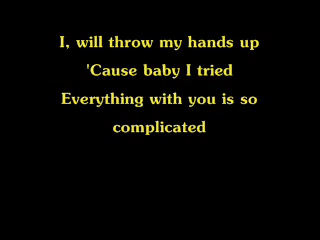 I, will throw my hands up
'Cause baby I tried
Everything with you is so
complicated